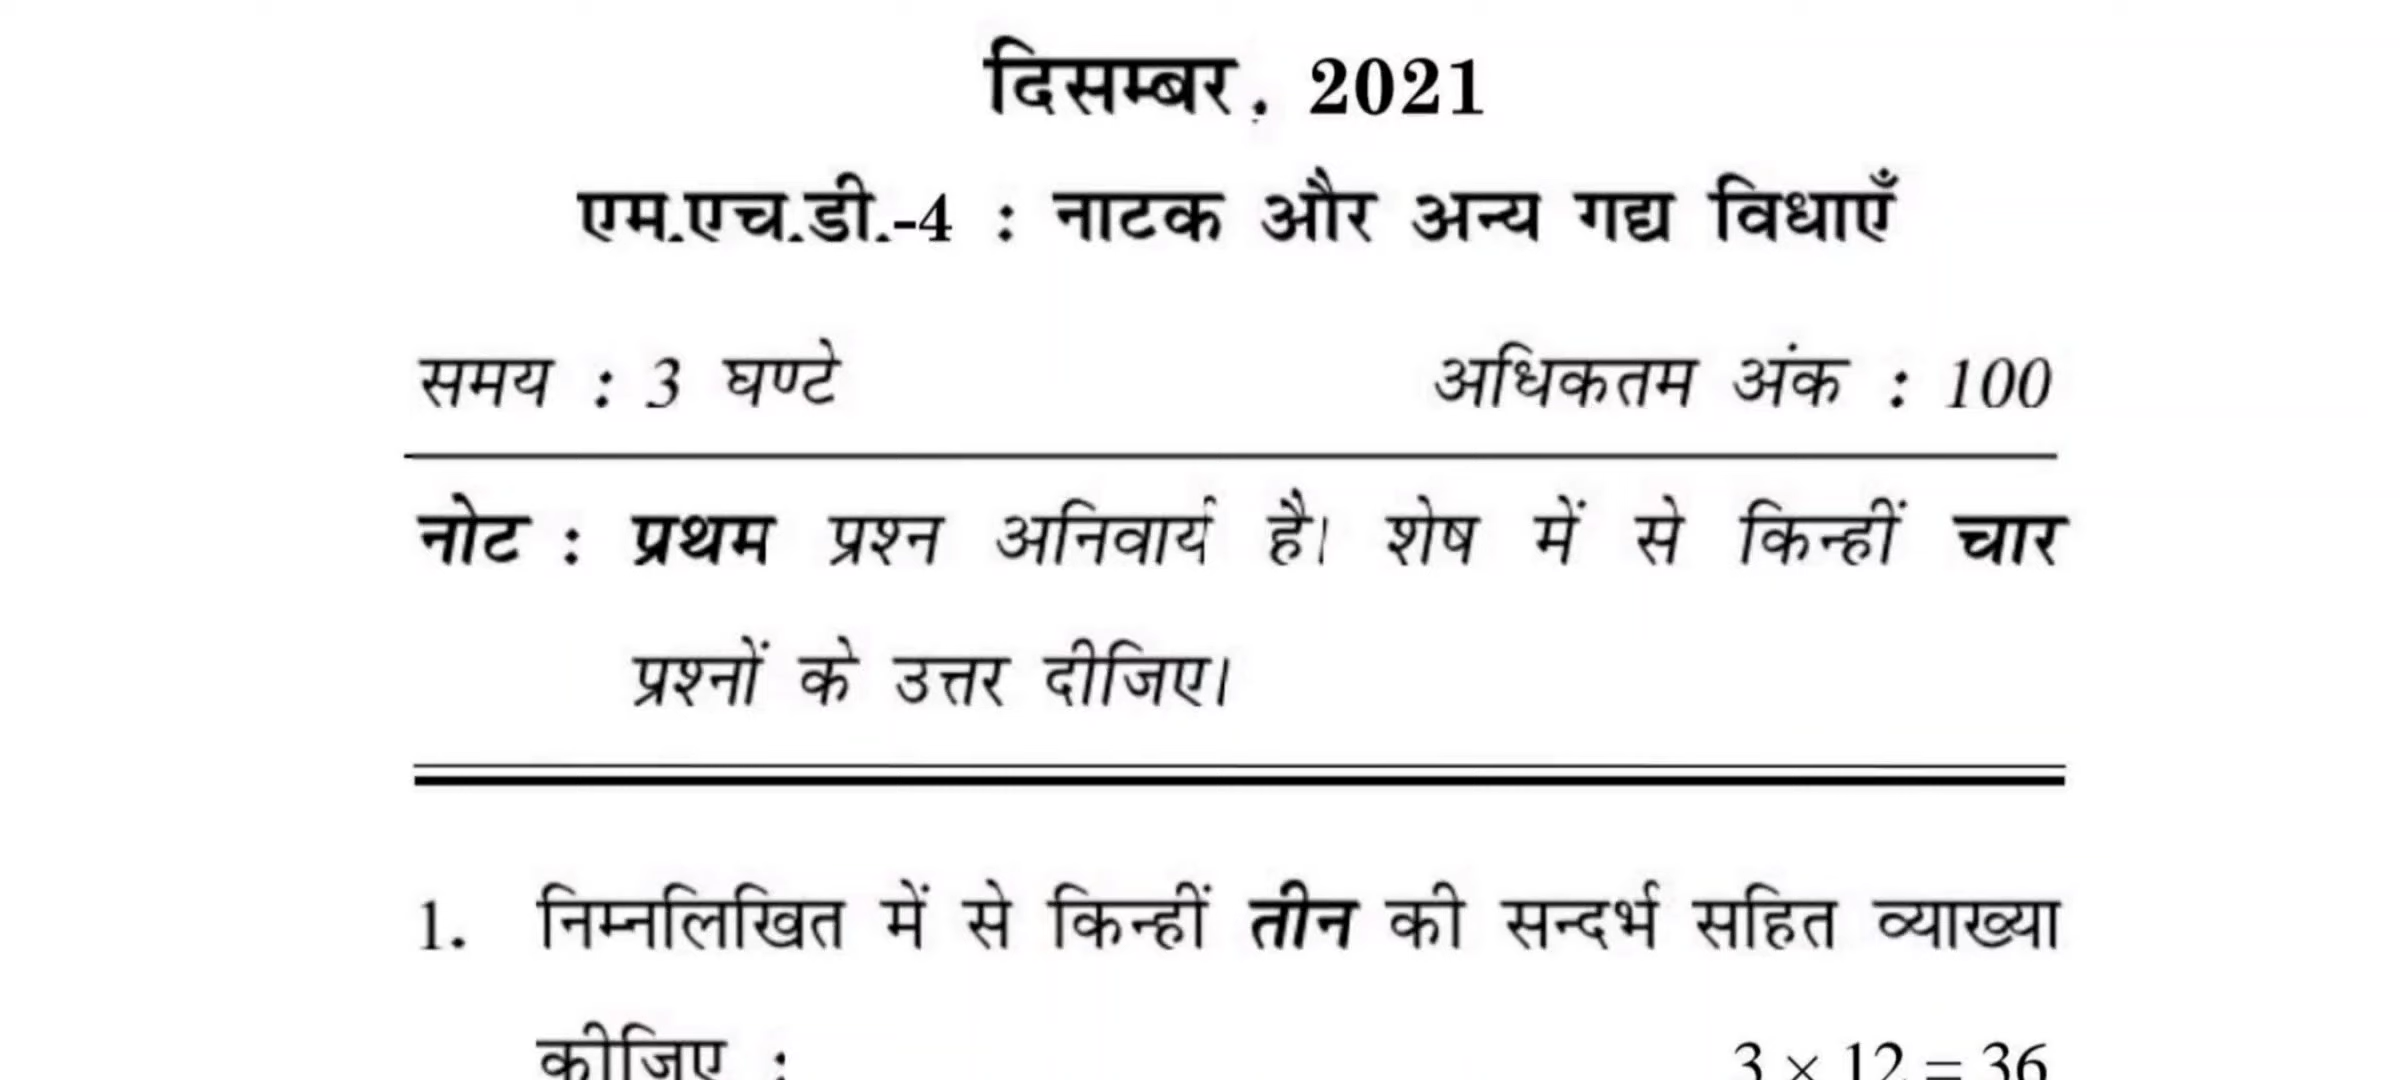 दिसम्बर, 2021
एम.एच.डी.-4 : नाटक और अन्य गद्य विधाएँ
समय : 3 घण्टे अधिकतम अंक : 100
नोट : प्रथम प्रश्न अनिवार्य है। शेष में से किन्हीं चार
प्रश्नों के उत्तर दीजिए।
1. निम्नलिखित में से किन्हीं तीन की सन्दर्भ सहित व्याख्या
कीजिए : 3 × 12 = 36